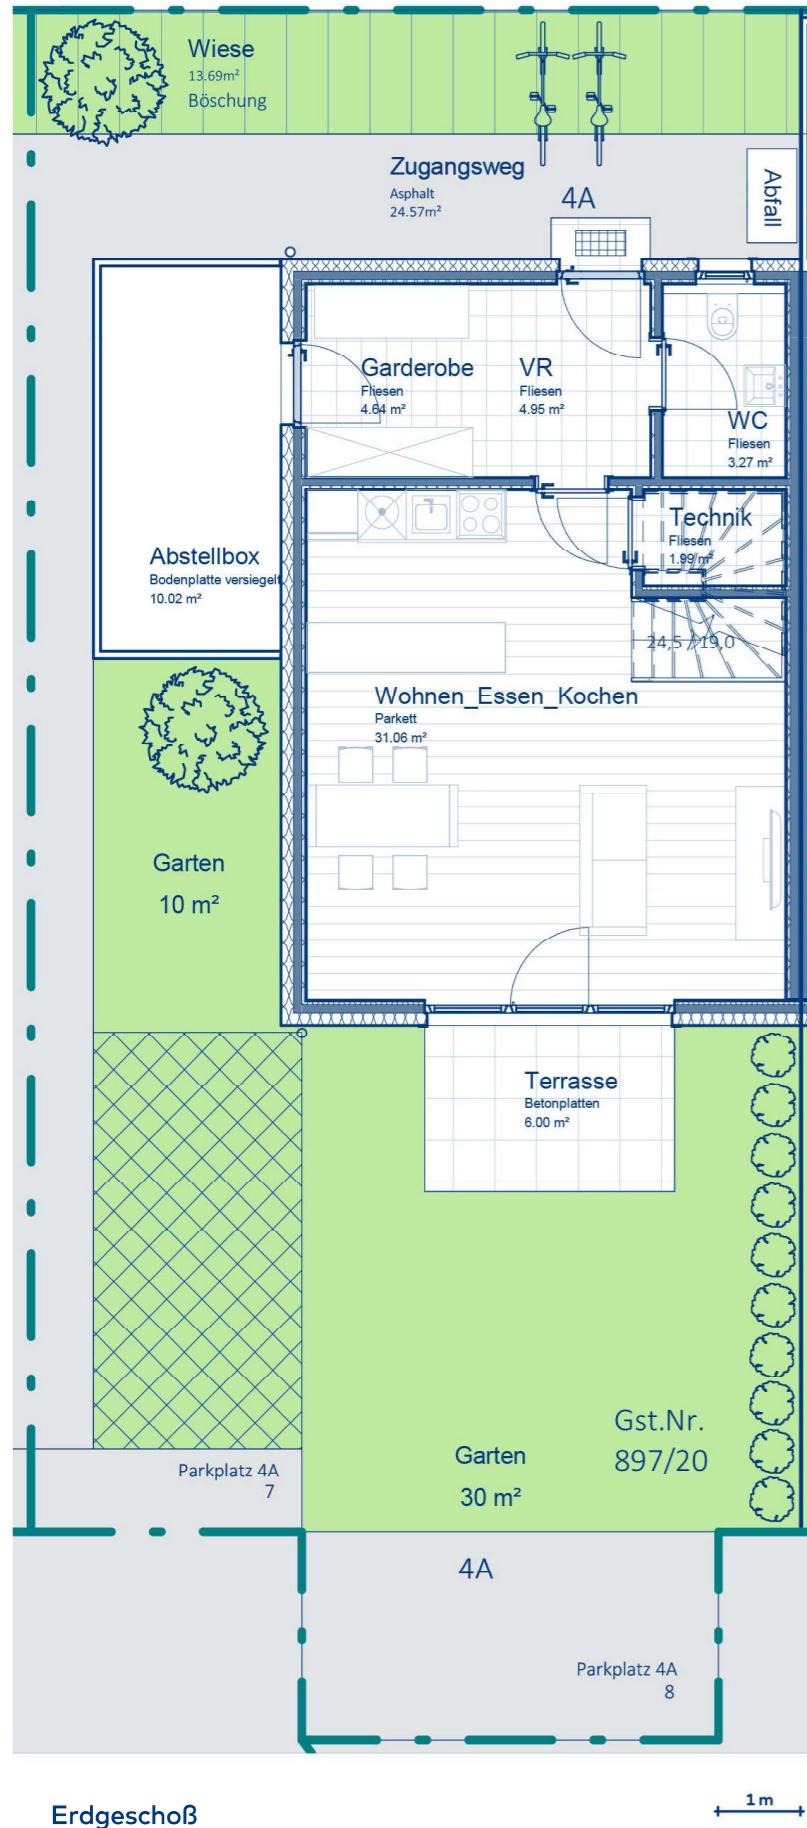 Wiese
13.69m²
Böschung
Zugangsweg
Asphalt
24.57m²
4A
Abfall
Garderobe
Fliesen
4.64 m²
VR
Fliesen
4.95 m²
WC
Fliesen
3.27 m²
Technik
Fliesen
1.99 m²
Abstellbox
Bodenplatte versiegelt
10.02 m²
24,5 / 19,0
Wohnen_Essen_Kochen
Parkett
31.06 m²
Garten
10 m²
Terrasse
Betonplatten
6.00 m²
Gst.Nr.
897/20
Garten
30 m²
Parkplatz 4A
7
4A
Parkplatz 4A
8
1 m
Erdgeschoß